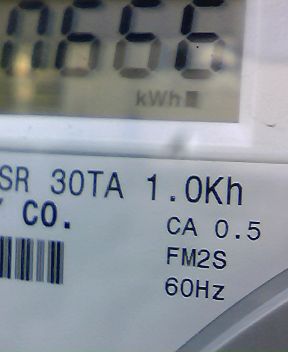 kWh
SR 30TA 1.0Kh
Y CO.
CA 0.5
FM2S
60Hz